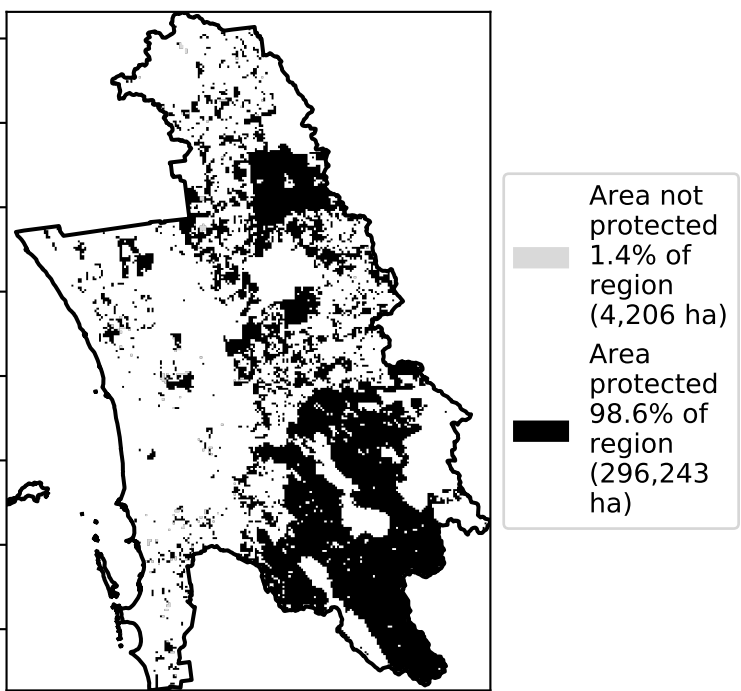 Area not
protected
1.4% of
region
(4,206 ha)
Area
protected
98.6% of
region
(296,243
ha)